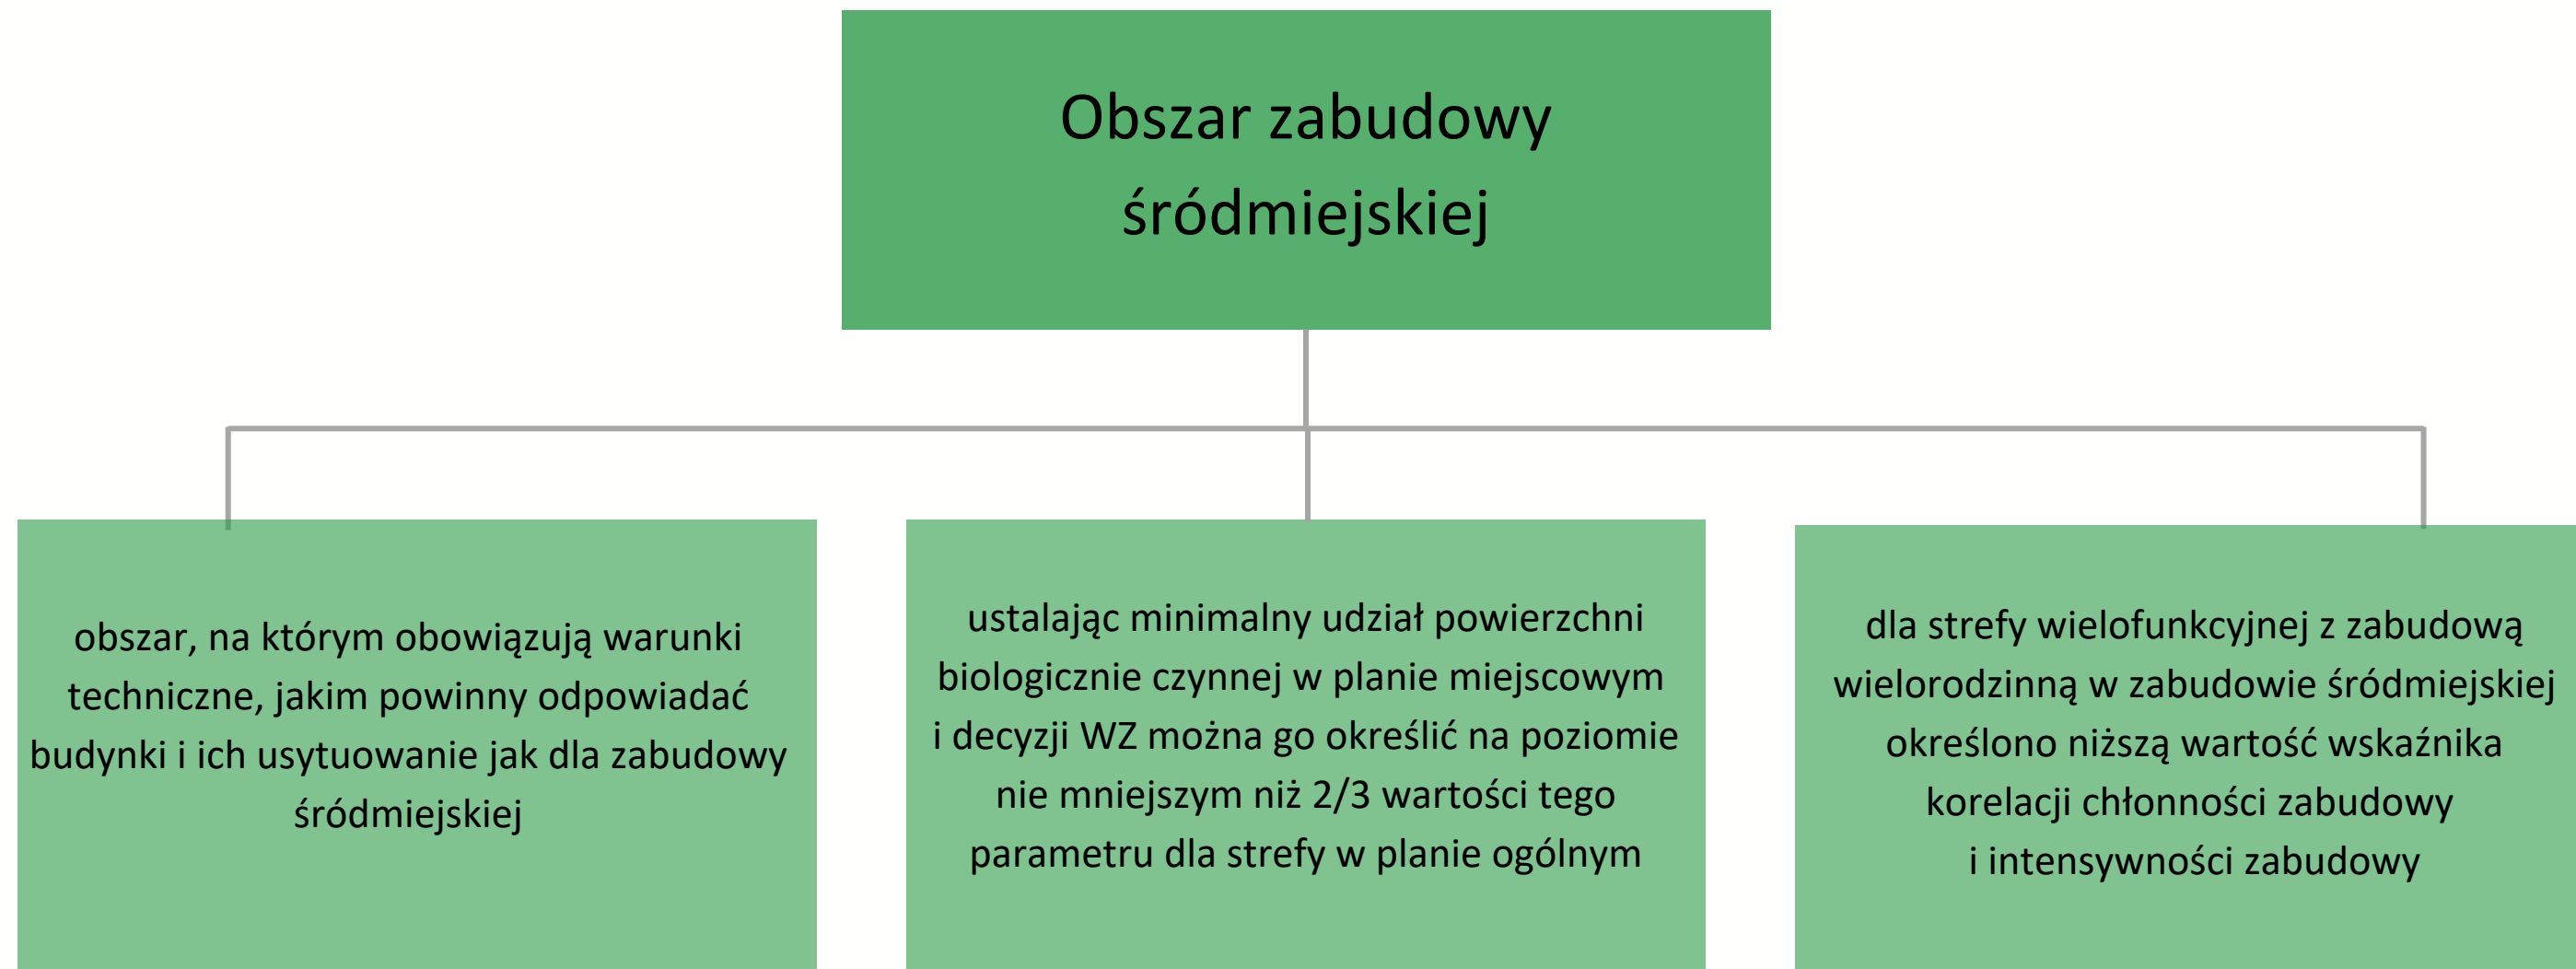 Obszar zabudowy
śródmiejskiej
obszar, na którym obowiązują warunki
techniczne, jakim powinny odpowiadać
budynki i ich usytuowanie jak dla zabudowy
śródmiejskiej
ustalając minimalny udział powierzchni
biologicznie czynnej w planie miejscowym
i decyzji WZ można go określić na poziomie
nie mniejszym niż 2/3 wartości tego
parametru dla strefy w planie ogólnym
dla strefy wielofunkcyjnej z zabudową
wielorodzinną w zabudowie śródmiejskiej
określono niższą wartość wskaźnika
korelacji chłonności zabudowy
i intensywności zabudowy